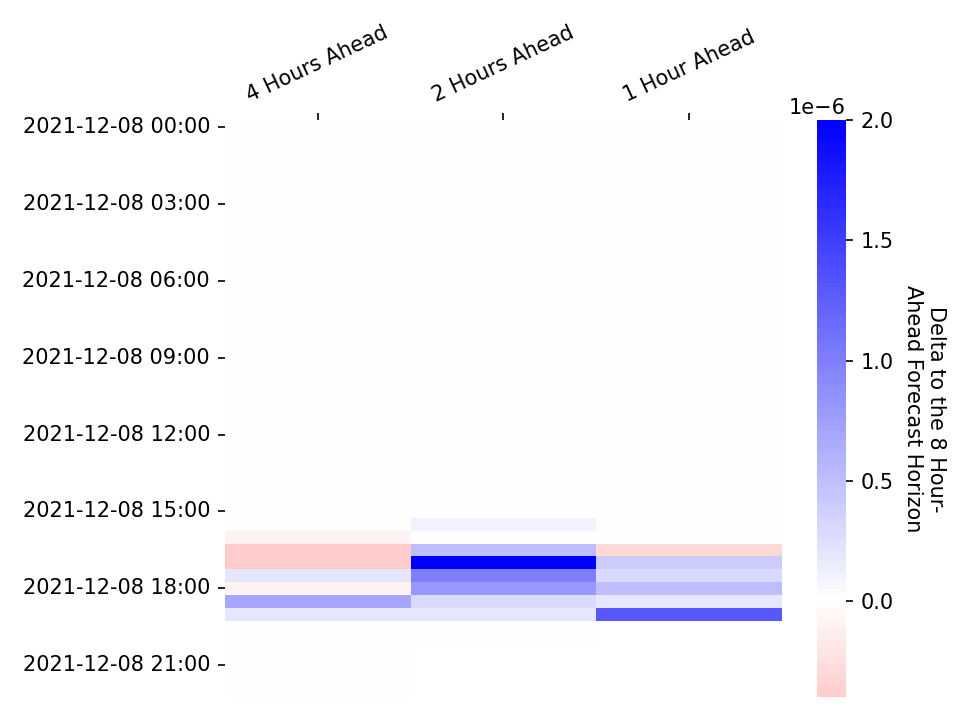 4 Hours Ahead
2 Hours Ahead
1 Hour Ahead
2021-12-08 00:00
2021-12-08 03:00
2021-12-08 06:00
2021-12-08 09:00
2021-12-08 12:00
2021-12-08 15:00
2021-12-08 18:00
2021-12-08 21:00
1e−6
2.0
1.5
1.0
0.5
0.0
Delta to the 8 Hour-
Ahead Forecast Horizon